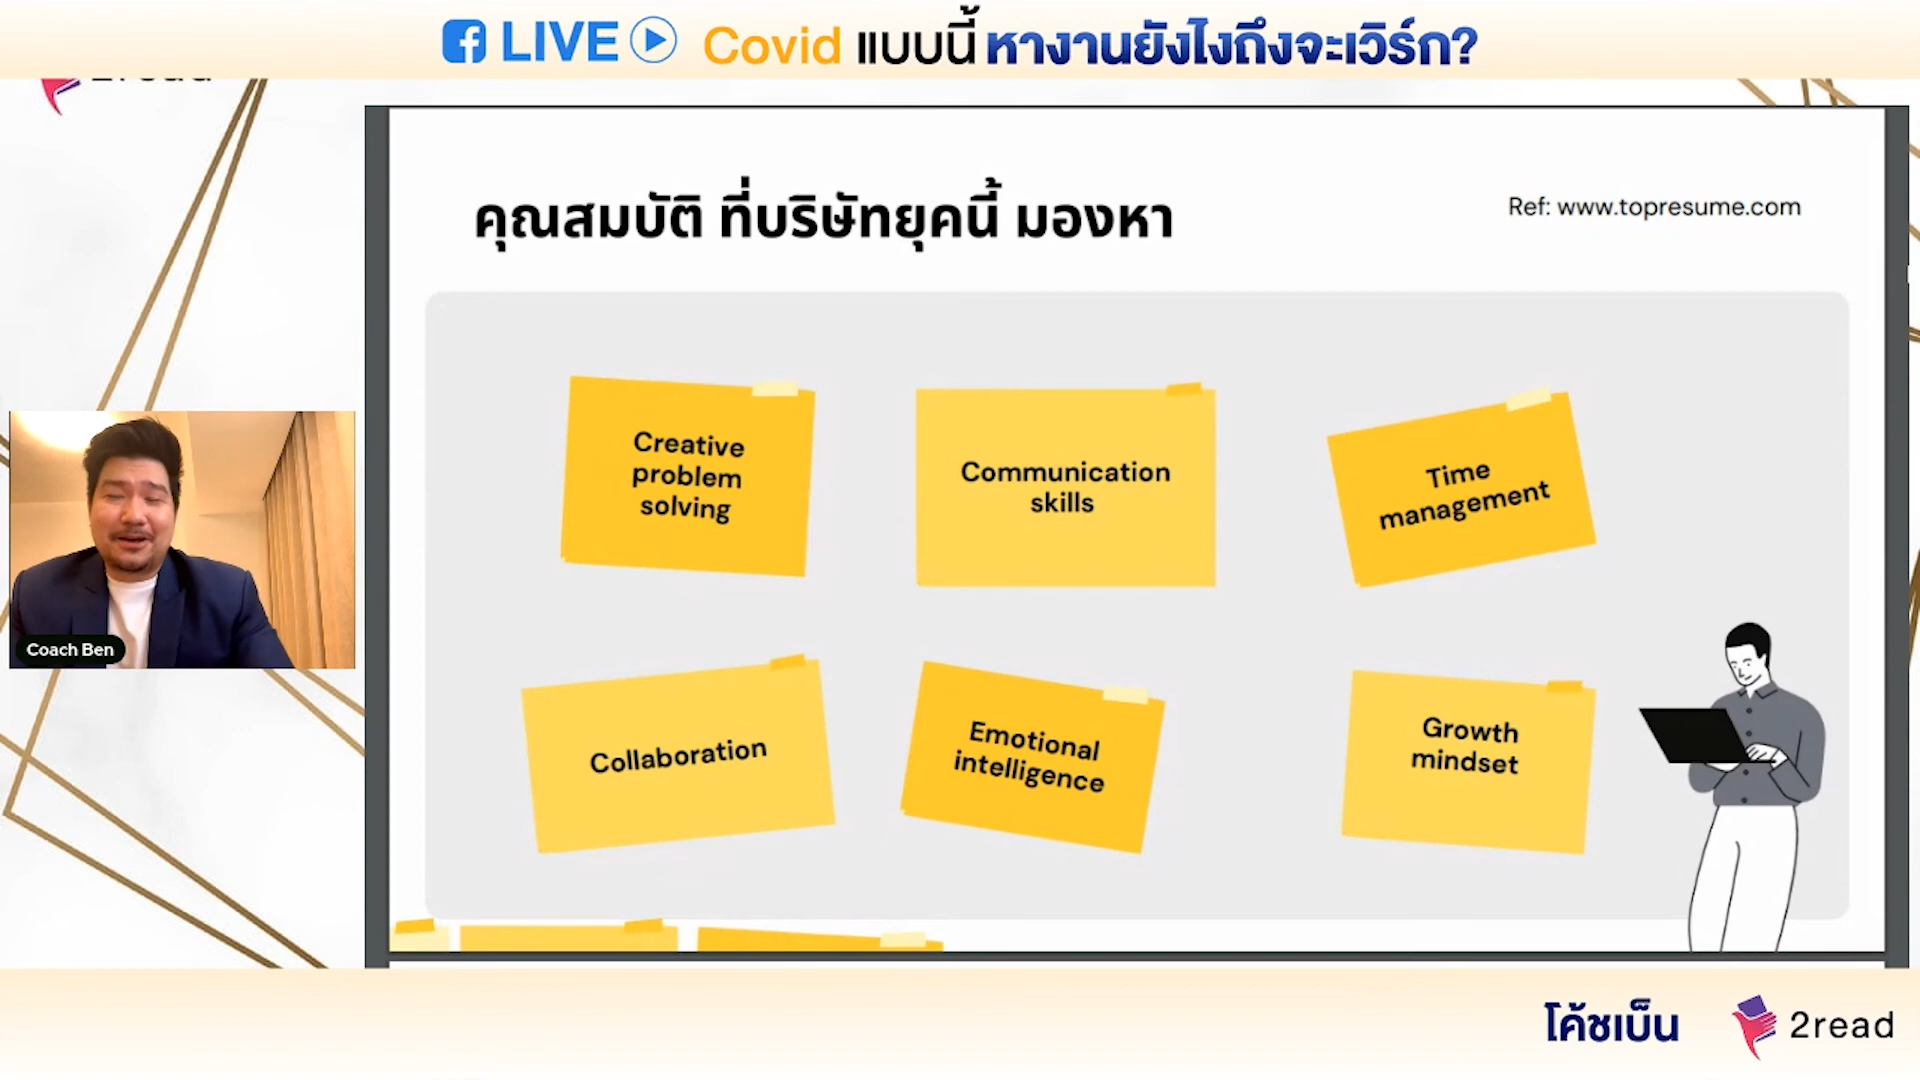 LIVE Covid แบบนี้ หางานยังไงถึงจะเวิร์ก?
คุณสมบัติ ที่บริษัทยุคนี้ มองหา
Ref: www.topresume.com
Creative
problem
solving
Communication
skills
Time
management
Collaboration
Emotional
intelligence
Growth
mindset
Coach Ben
โค้ชเบ็น
2read